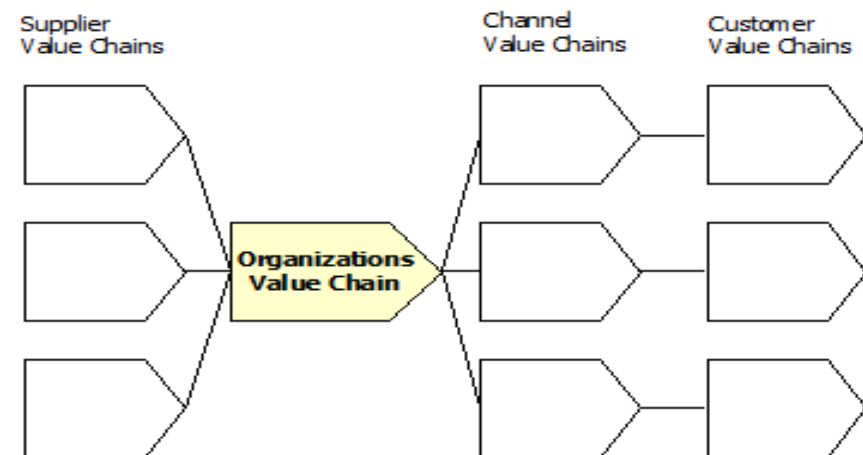 Supplier
Value Chains
Channel
Value Chains
Customer
Value Chains
Organizations
Value Chain